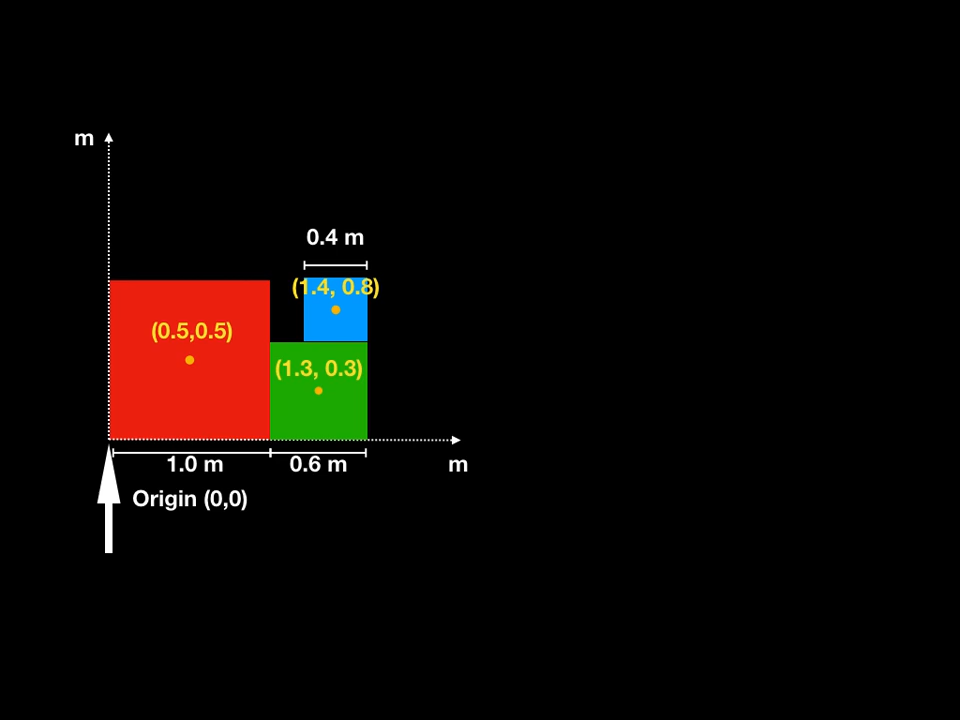 m
0.4 m
(1.4, 0.8)
(0.5,0.5)
(1.3, 0.3)
1.0 m
0.6 m
m
Origin (0,0)